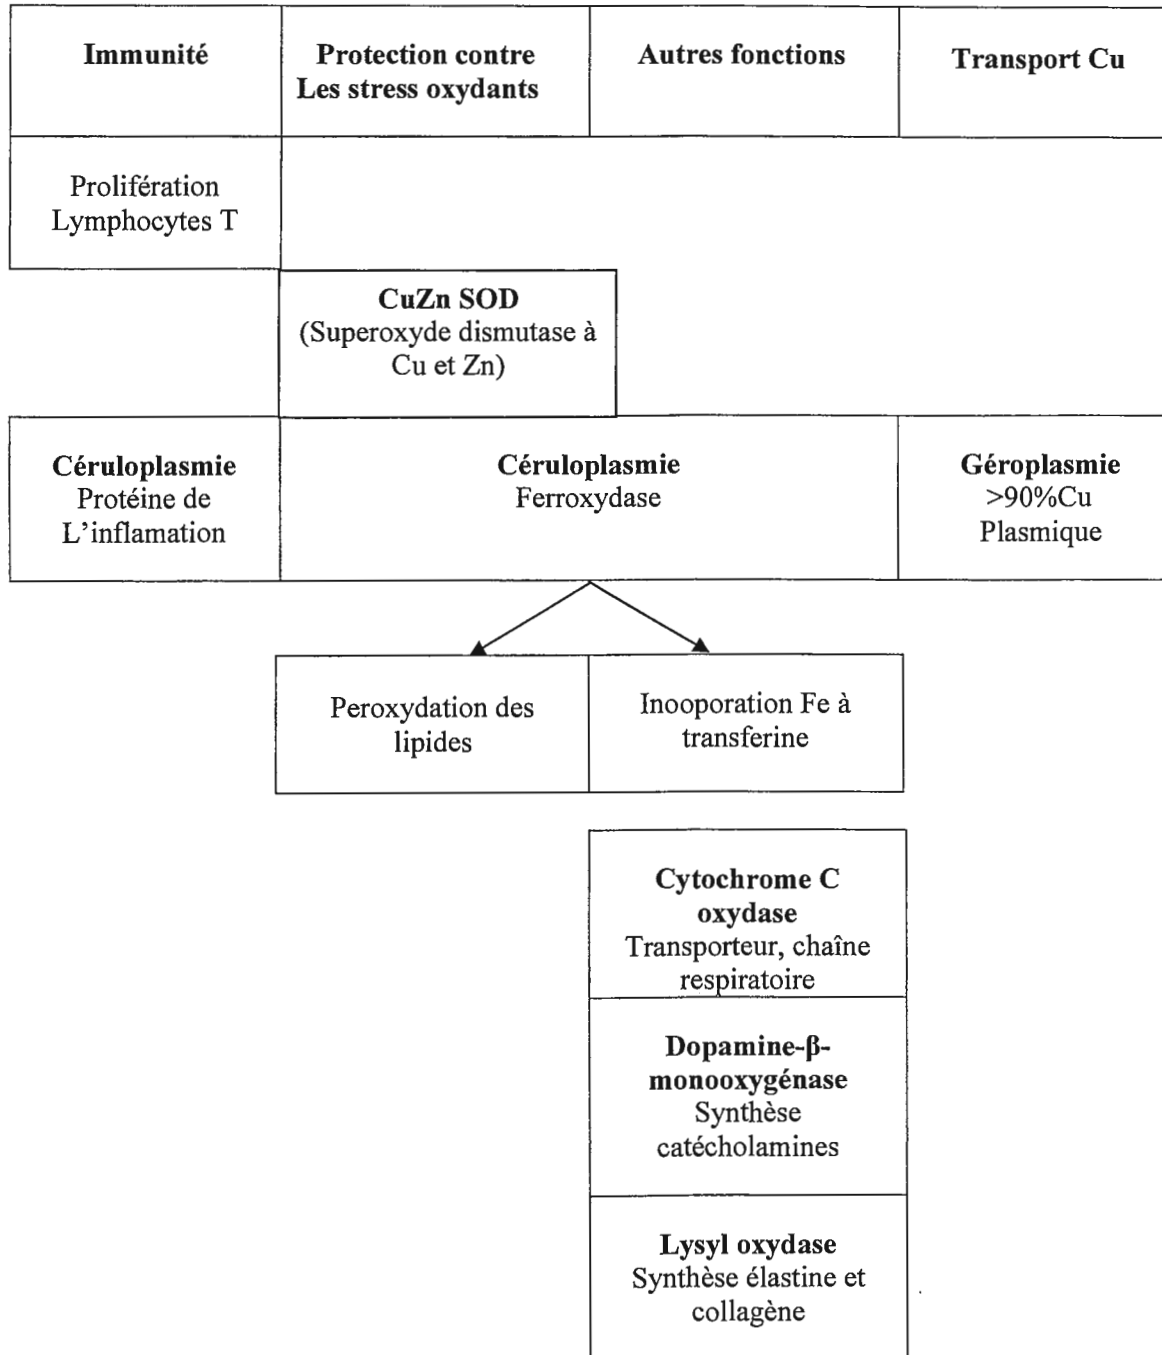 Immunité
Protection contre
Les stress oxydants
Autres fonctions
Transport Cu
Prolifération
Lymphocytes T
CuZn SOD
(Superoxyde dismutase à
Cu et Zn)
Céruloplasmie
Protéine de
L'inflamation
Céruloplasmie
Ferroxydase
Géroplasmie
>90%Cu
Plasmique
Peroxydation des
lipides
Inooporation Fe à
transferine
Cytochrome C
oxydase
Transporteur, chaîne
respiratoire
Dopamine-β-
monooxygénase
Synthèse
catécholamines
Lysyl oxydase
Synthèse élastine et
collagène